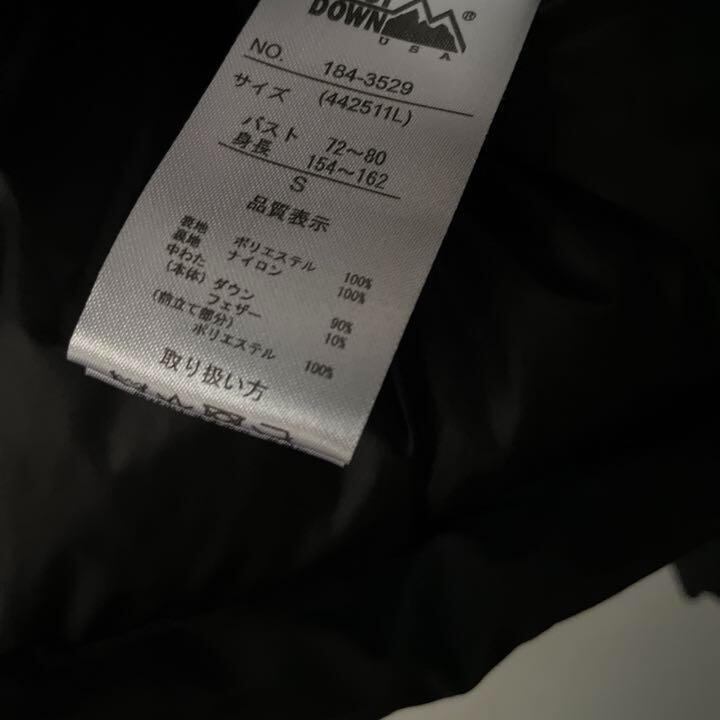 DOWN
®
USA
NO. 184-3529
サイズ (442511L)
バスト 72〜80
身長 154〜162
S
品質表示
表地 ポリエステル 100%
裏地 ナイロン 100%
中わた
(本体) ダウン 90%
フェザー 10%
(前立て部分)
ポリエステル 100%
取り扱い方